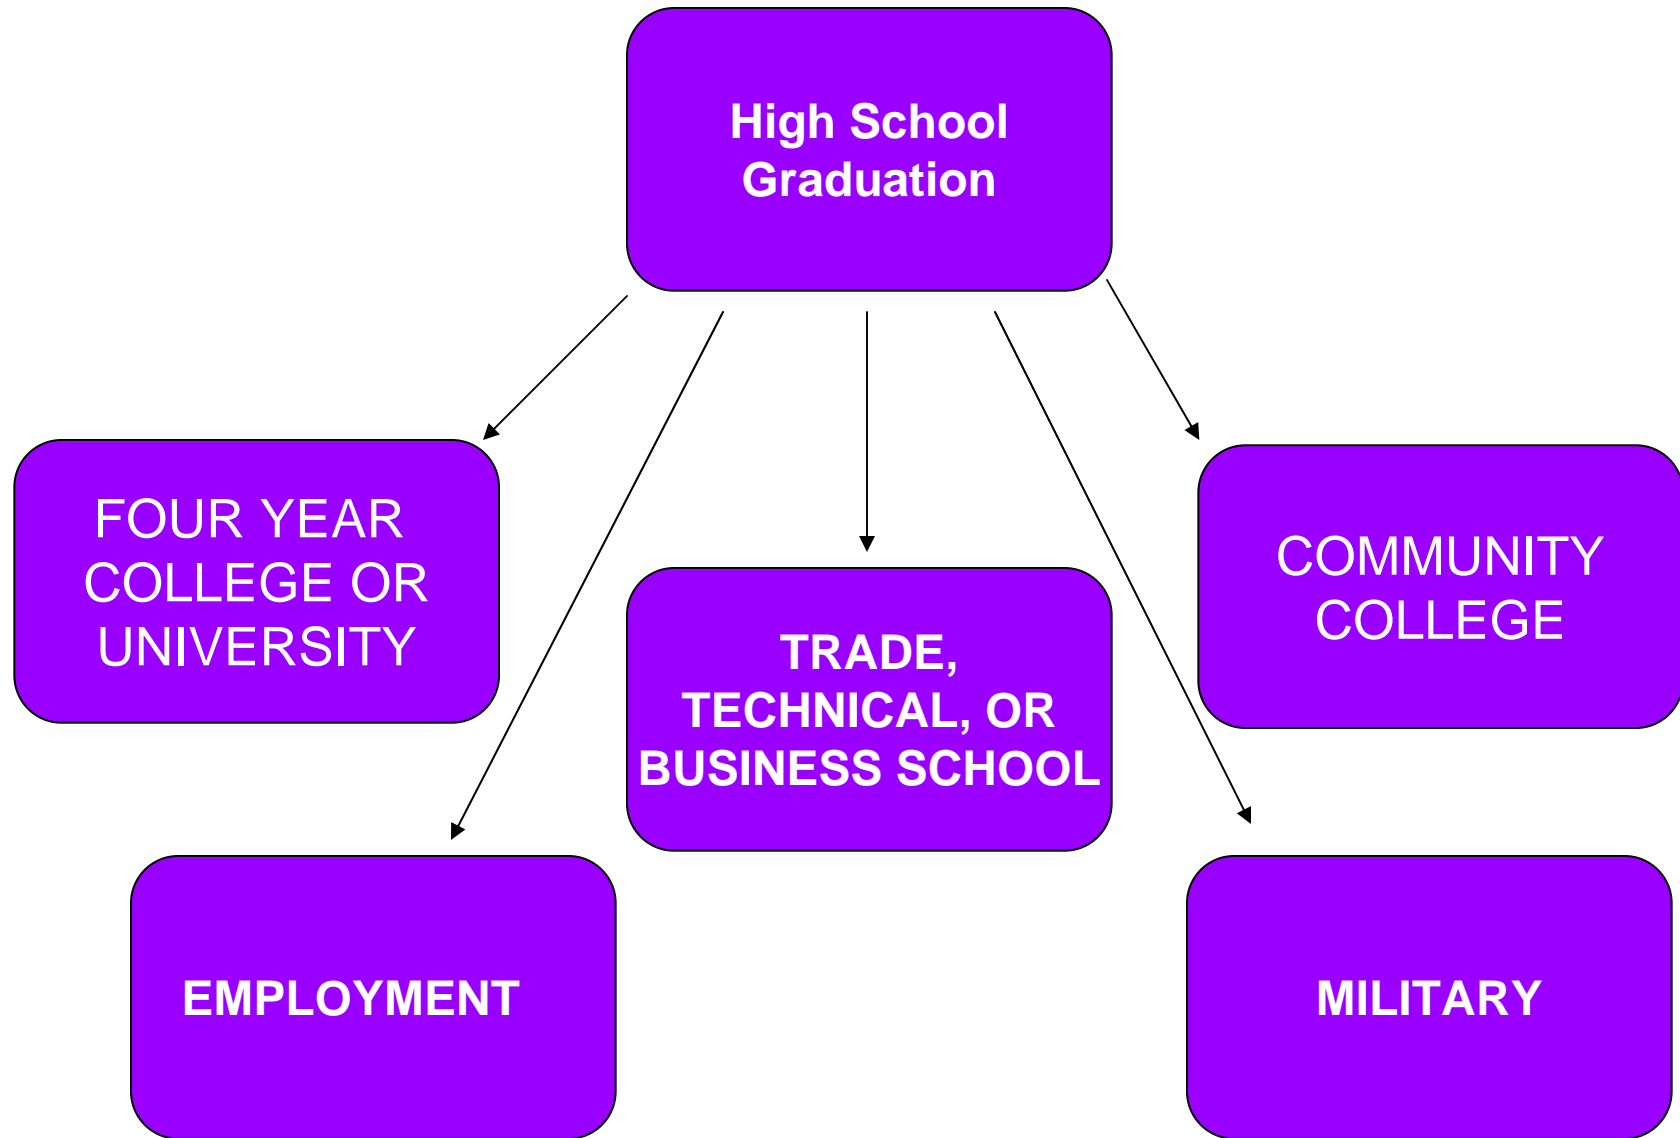 High School
Graduation
FOUR YEAR
COLLEGE OR
UNIVERSITY
TRADE,
TECHNICAL, OR
BUSINESS SCHOOL
COMMUNITY
COLLEGE
EMPLOYMENT
MILITARY